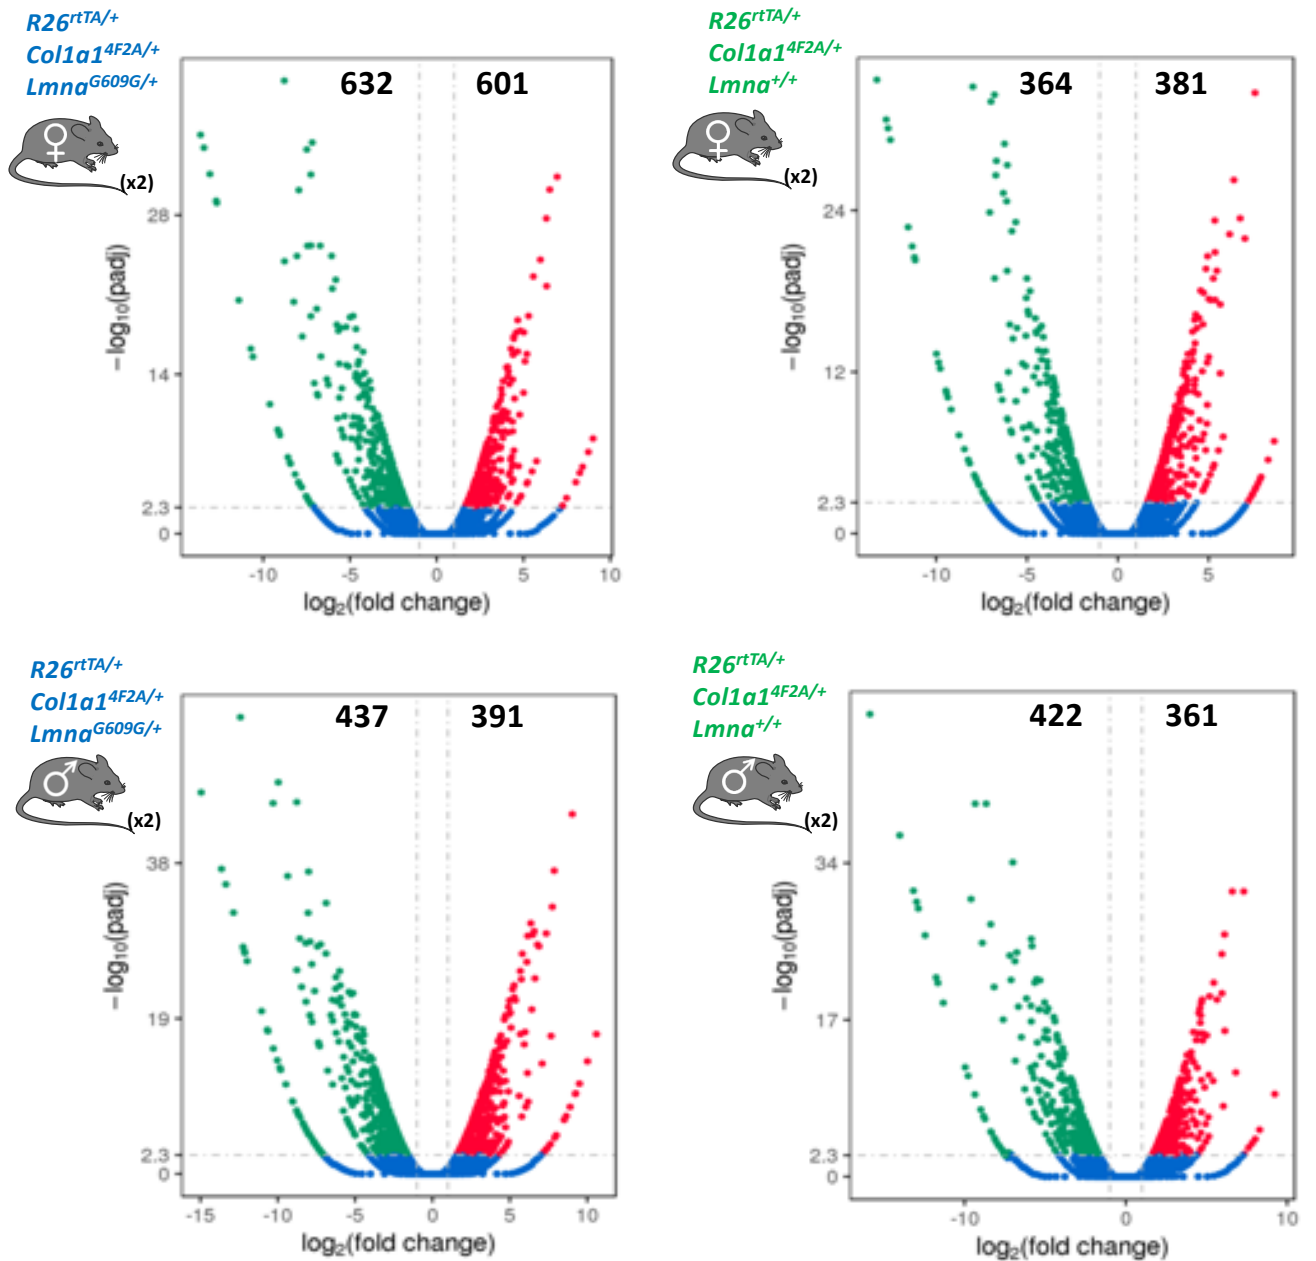 R26rtTA/+
Col1a14F2A/+
LmnaG609G/+
(x2)
632 601
28
14
2.3
0
−log10(padj)
-10 -5 0 5 10
log2(fold change)
R26rtTA/+
Col1a14F2A/+
Lmna+/+
(x2)
364 381
24
12
2.3
0
−log10(padj)
-10 -5 0 5
log2(fold change)
R26rtTA/+
Col1a14F2A/+
LmnaG609G/+
(x2)
437 391
38
19
2.3
0
−log10(padj)
-15 -10 -5 0 5 10
log2(fold change)
R26rtTA/+
Col1a14F2A/+
Lmna+/+
(x2)
422 361
34
17
2.3
0
−log10(padj)
-10 0 10
log2(fold change)